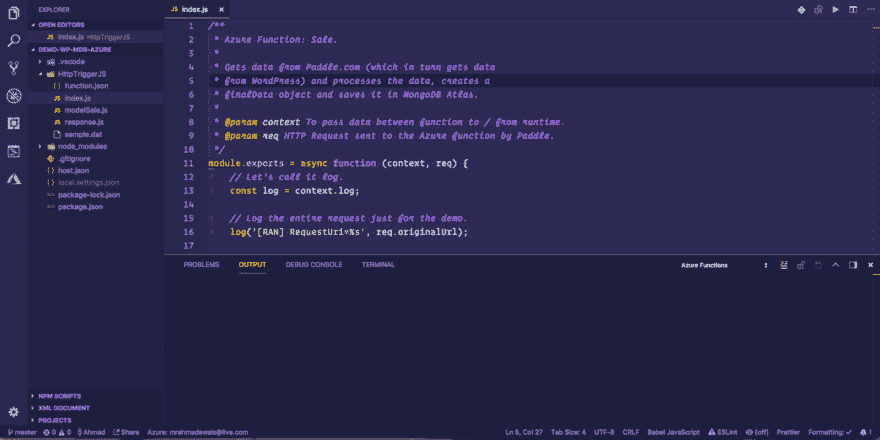 EXPLORER
OPEN EDITORS
JS index.js HttpTriggerJS
DEMO-WP-MDB-AZURE
.vscode
HttpTriggerJS
{} function.json
JS index.js
JS modelSale.js
JS response.js
sample.dat
node_modules
.gitignore
{} host.json
{} local.settings.json
package-lock.json
package.json
NPM SCRIPTS
XML DOCUMENT
PROJECTS
JS index.js ×
1 /**
2 * Azure Function: Sale.
3 *
4 * Gets data from Paddle.com (which in turn gets data
5 * from WordPress) and processes the data, creates a
6 * finalData object and saves it in MongoDB Atlas.
7 *
8 * @param context To pass data between function to / from runtime.
9 * @param req HTTP Request sent to the Azure function by Paddle.
10 */
11 module.exports = async function (context, req) {
12 // Let's call it log.
13 const log = context.log;
14
15 // Log the entire request just for the demo.
16 log('[RAN] RequestUri=%s', req.originalUrl);
17
PROBLEMS OUTPUT DEBUG CONSOLE TERMINAL Azure Functions
master 0 0 Ahmad Share Azure: mrahmadawais@live.com Ln 5, Col 27 Tab Size: 4 UTF-8 CRLF Babel JavaScript ESLint (off) Prettier Formatting: ✓ 1